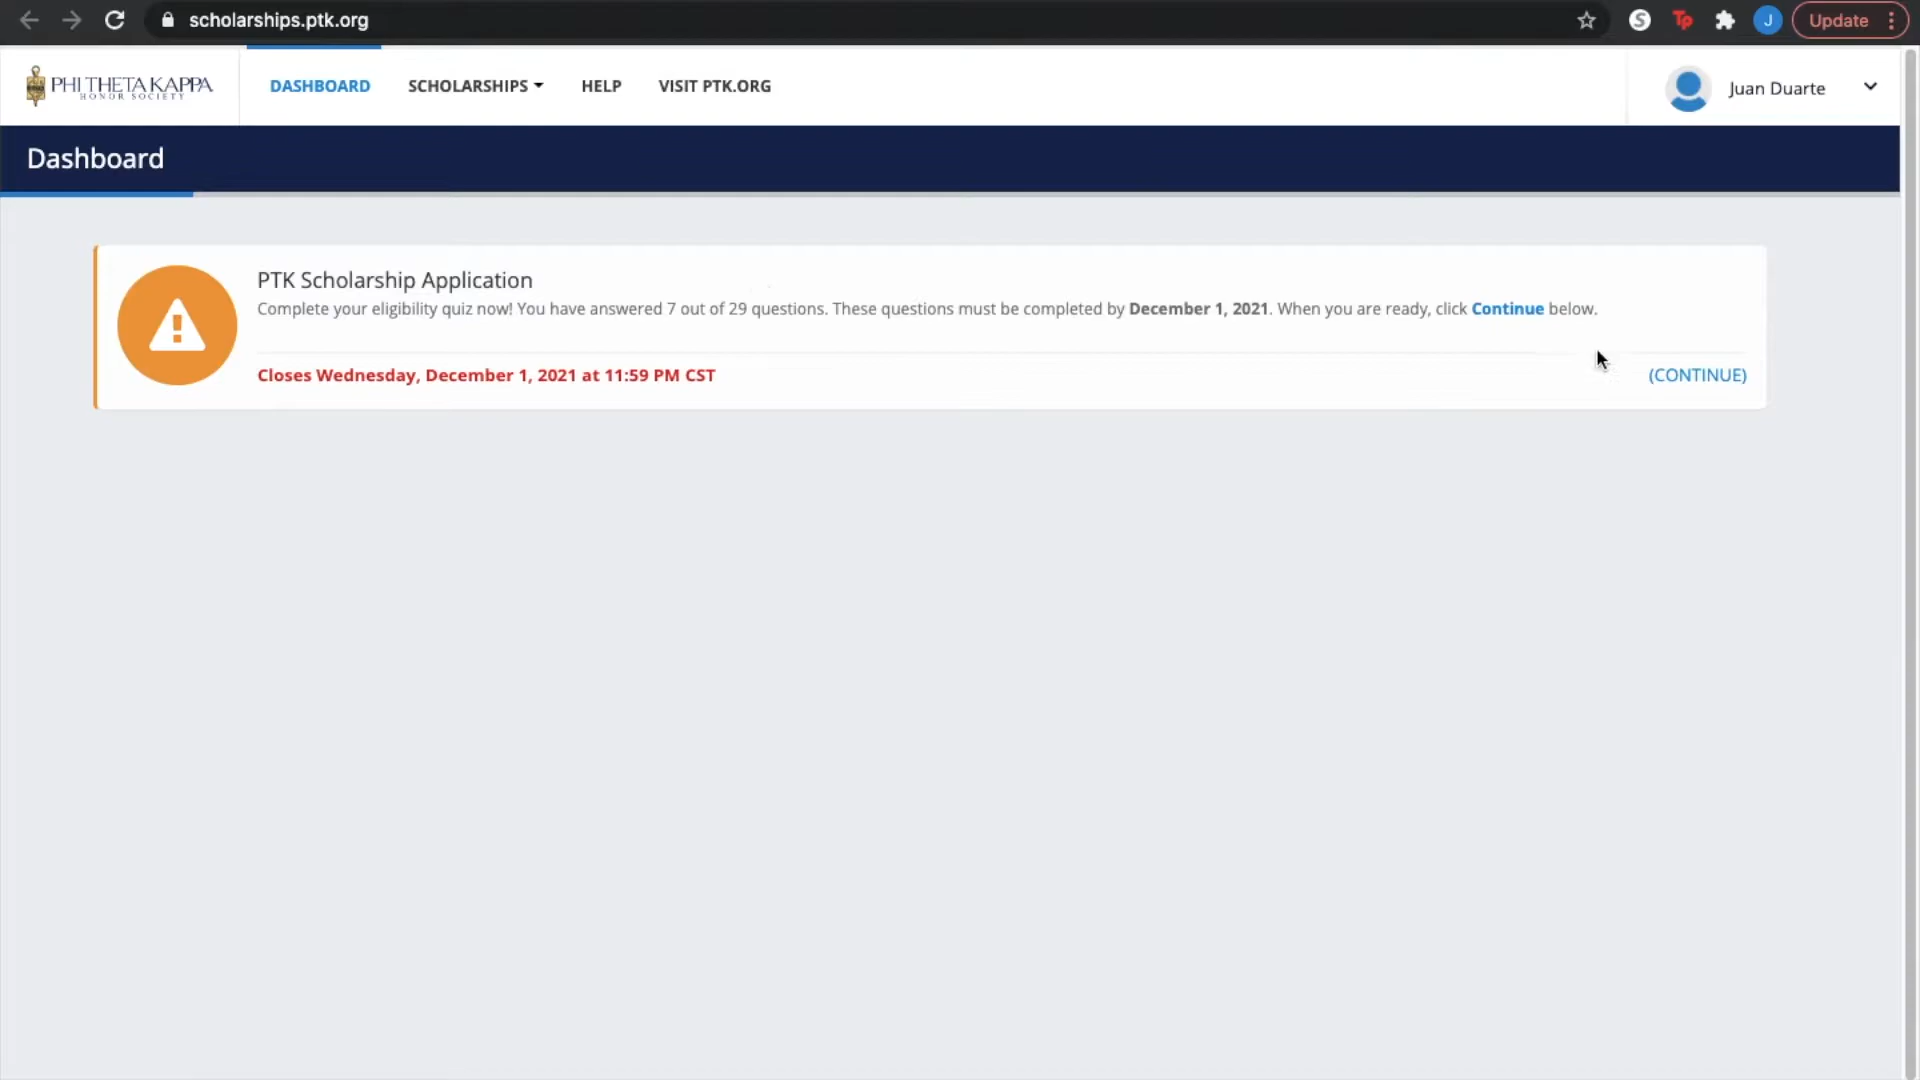 scholarships.ptk.org
Tp
J
Update
PHI THETA KAPPA
HONOR SOCIETY
DASHBOARD
SCHOLARSHIPS
HELP
VISIT PTK.ORG
Juan Duarte
Dashboard
PTK Scholarship Application
Complete your eligibility quiz now! You have answered 7 out of 29 questions. These questions must be completed by December 1, 2021. When you are ready, click Continue below.
Closes Wednesday, December 1, 2021 at 11:59 PM CST
(CONTINUE)